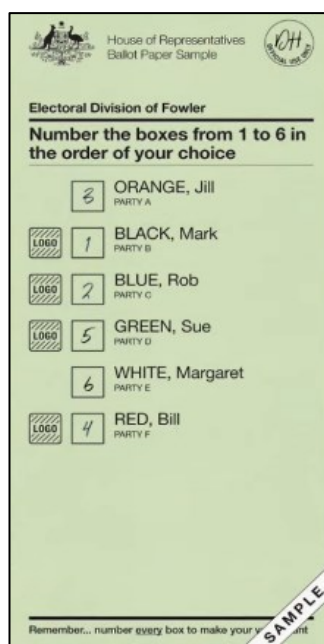 House of Representatives
Ballot Paper Sample
OFFICIAL USE ONLY
Electoral Division of Fowler
Number the boxes from 1 to 6 in
the order of your choice
3 ORANGE, Jill
PARTY A
LOGO 1 BLACK, Mark
PARTY B
LOGO 2 BLUE, Rob
PARTY C
LOGO 5 GREEN, Sue
PARTY D
6 WHITE, Margaret
PARTY E
LOGO 4 RED, Bill
PARTY F
Remember... number every box to make your
SAMPLE